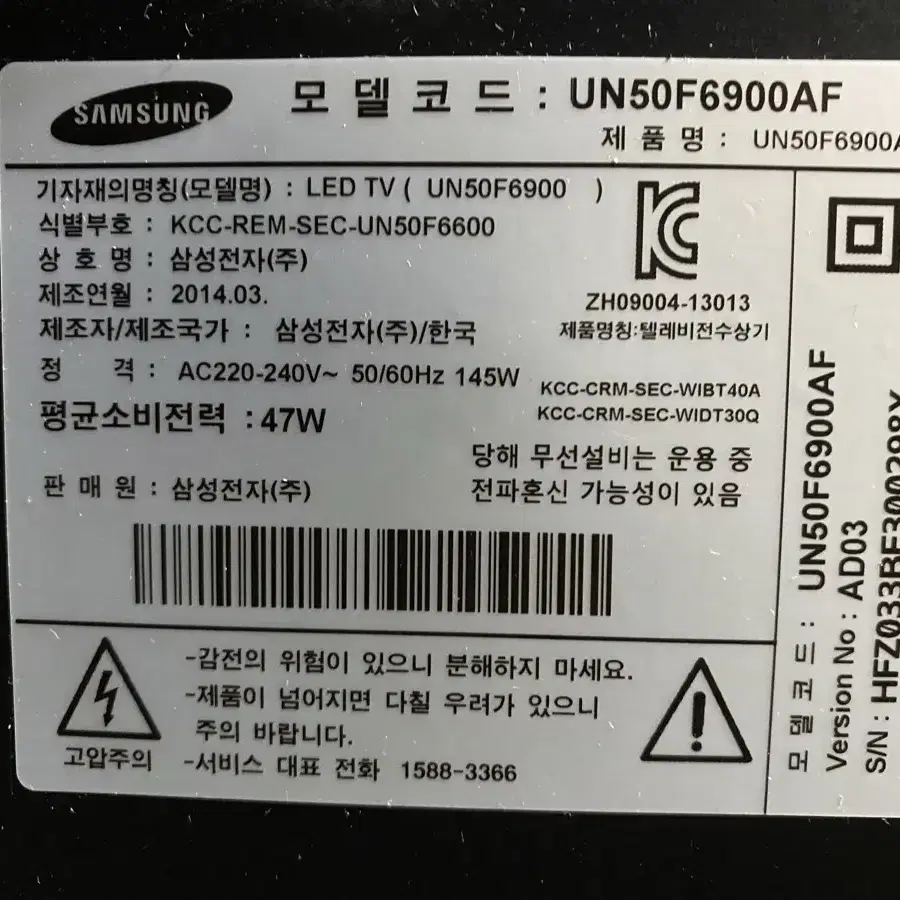 SAMSUNG
모 델 코 드 : UN50F6900AF
제 품 명 : UN50F6900A
기자재의명칭(모델명) : LED TV ( UN50F6900 )
식별부호 : KCC-REM-SEC-UN50F6600
상 호 명 : 삼성전자(주)
제조연월 : 2014.03.
제조자/제조국가 : 삼성전자(주)/한국
정 격 : AC220-240V~ 50/60Hz 145W
평균소비전력 : 47W
판 매 원 : 삼성전자(주)
ZH09004-13013
제품명칭:텔레비전수상기
KCC-CRM-SEC-WIBT40A
KCC-CRM-SEC-WIDT30Q
당해 무선설비는 운용 중
전파혼신 가능성이 있음
고압주의
-감전의 위험이 있으니 분해하지 마세요.
-제품이 넘어지면 다칠 우려가 있으니
주의 바랍니다.
-서비스 대표 전화 1588-3366
모 델 코 드 : UN50F6900AF
Version No : AD03
S/N :